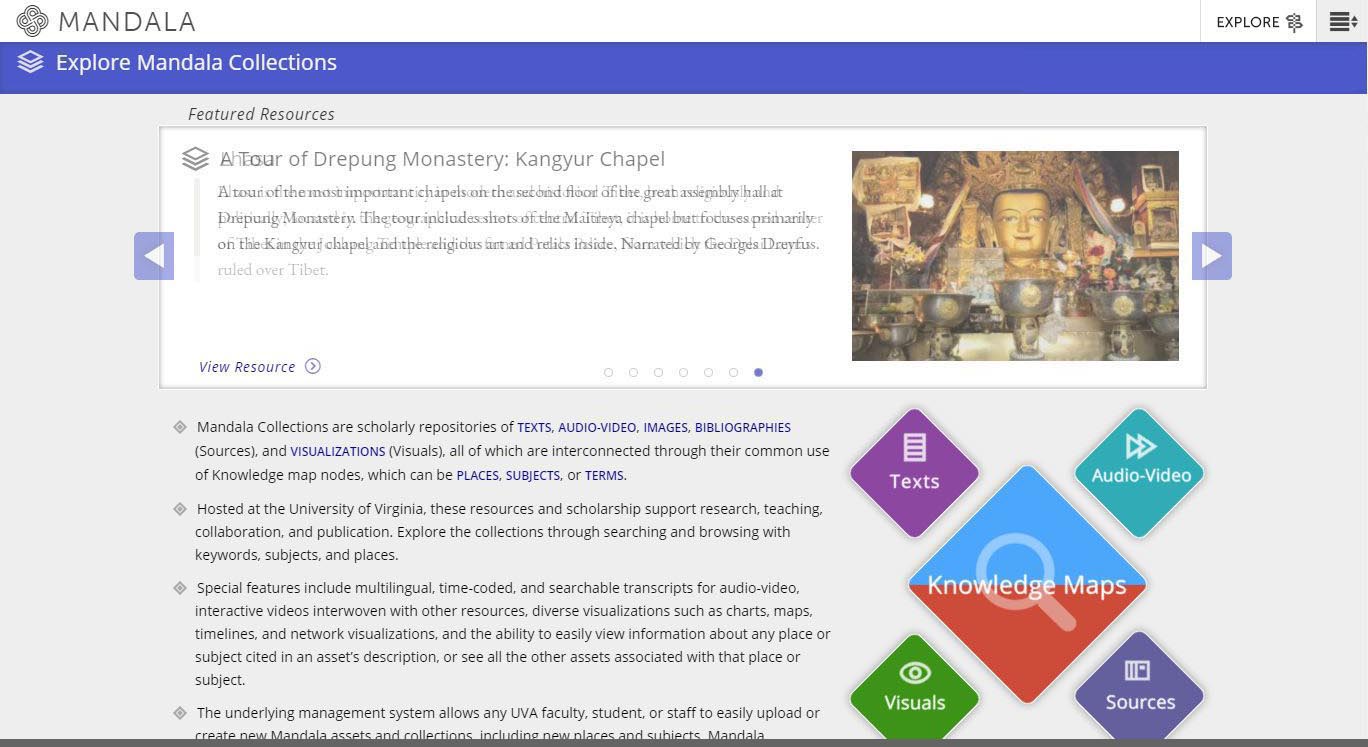 MANDALA
EXPLORE
Explore Mandala Collections
Featured Resources
A Tour of Drepung Monastery: Kangyur Chapel
Lhasa
A tour of the most important chapels on the second floor of the great assembly hall at
Drepung Monastery. The tour includes shots of the Maitreya chapel but focuses primarily
on the Kangyur chapel and the religious art and relics inside. Narrated by Georges Dreyfus.
ruled over Tibet.
View Resource
Mandala Collections are scholarly repositories of TEXTS, AUDIO-VIDEO, IMAGES, BIBLIOGRAPHIES
(Sources), and VISUALIZATIONS (Visuals), all of which are interconnected through their common use
of Knowledge map nodes, which can be PLACES, SUBJECTS, or TERMS.
Hosted at the University of Virginia, these resources and scholarship support research, teaching,
collaboration, and publication. Explore the collections through searching and browsing with
keywords, subjects, and places.
Special features include multilingual, time-coded, and searchable transcripts for audio-video,
interactive videos interwoven with other resources, diverse visualizations such as charts, maps,
timelines, and network visualizations, and the ability to easily view information about any place or
subject cited in an asset's description, or see all the other assets associated with that place or
subject.
The underlying management system allows any UVA faculty, student, or staff to easily upload or
create new Mandala assets and collections, including new places and subjects. Mandala
Texts
Audio-Video
Knowledge Maps
Visuals
Sources